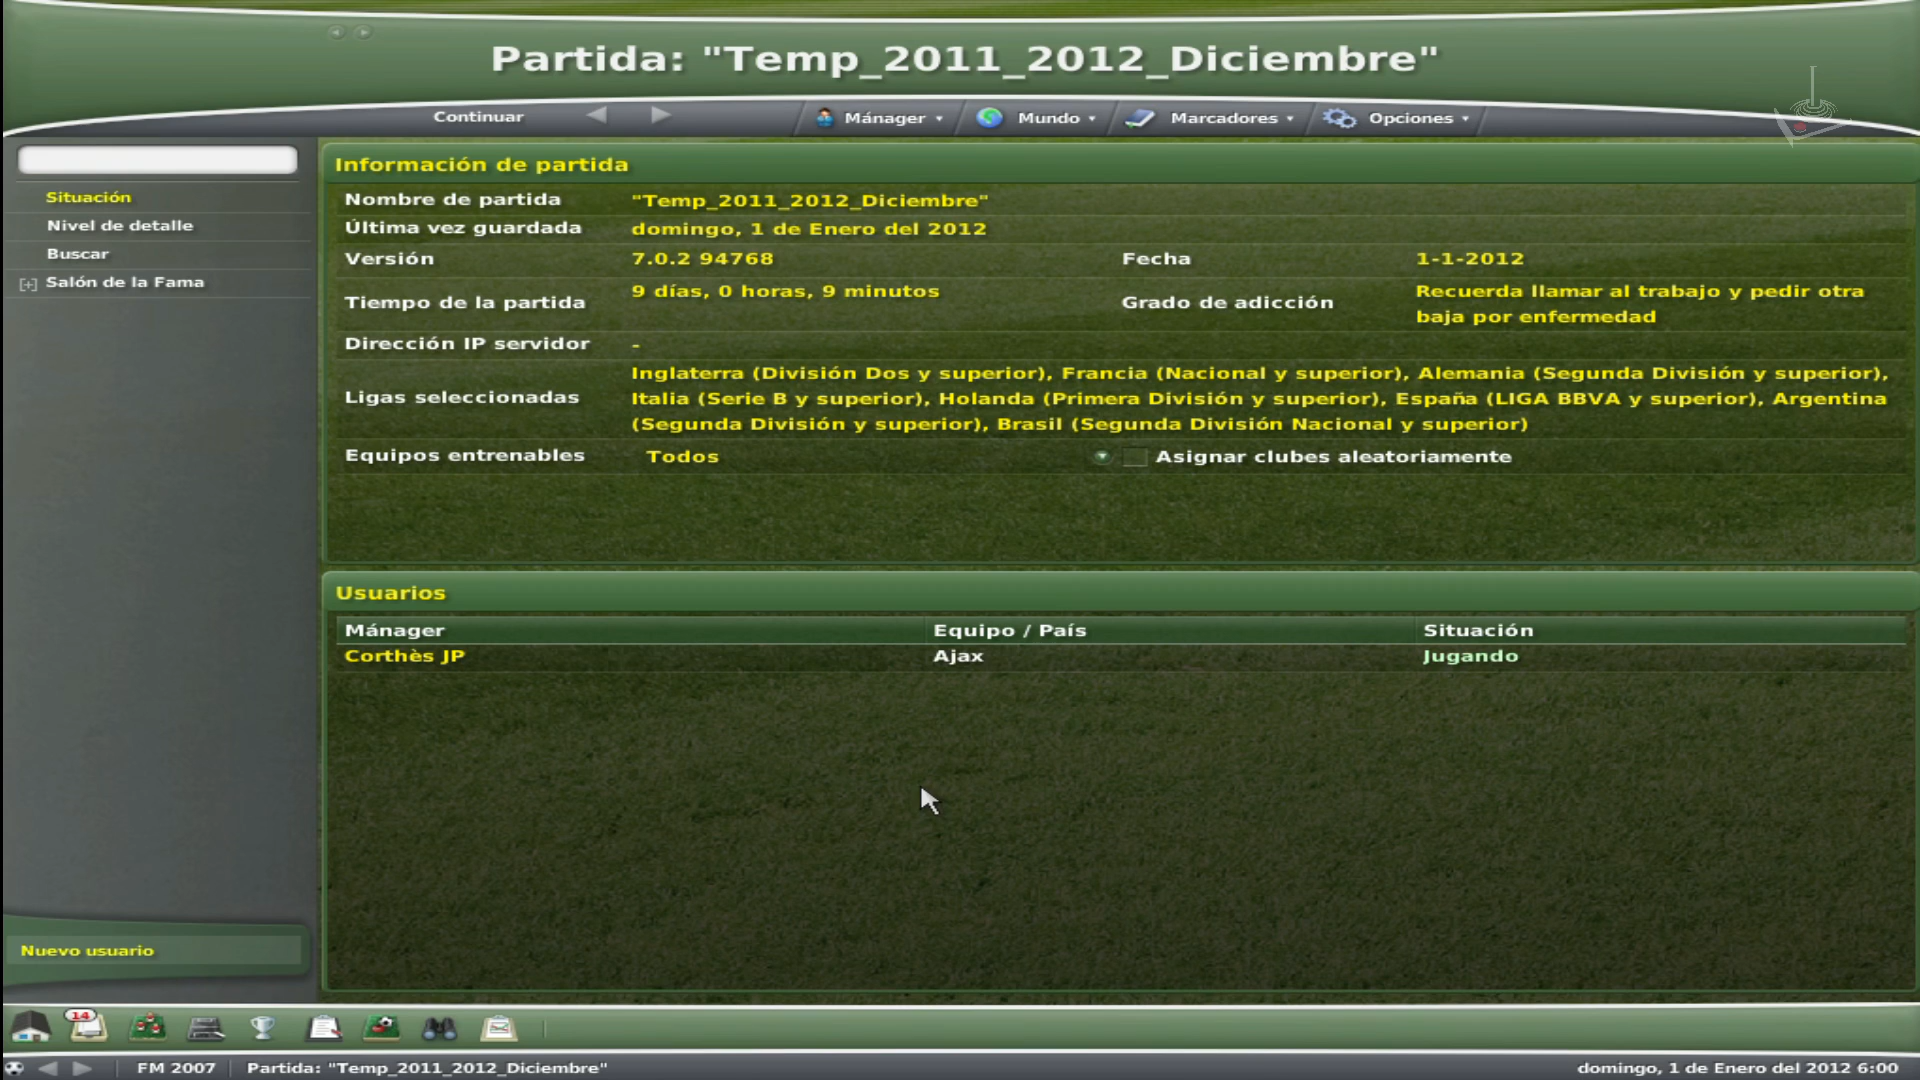 Partida: "Temp_2011_2012_Diciembre"
Continuar
Mánager
Mundo
Marcadores
Opciones
Situación
Nivel de detalle
Buscar
[+] Salón de la Fama
Información de partida
Nombre de partida "Temp_2011_2012_Diciembre"
Última vez guardada domingo, 1 de Enero del 2012
Versión 7.0.2 94768 Fecha 1-1-2012
Tiempo de la partida 9 días, 0 horas, 9 minutos Grado de adicción Recuerda llamar al trabajo y pedir otra
baja por enfermedad
Dirección IP servidor -
Ligas seleccionadas Inglaterra (División Dos y superior), Francia (Nacional y superior), Alemania (Segunda División y superior),
Italia (Serie B y superior), Holanda (Primera División y superior), España (LIGA BBVA y superior), Argentina
(Segunda División y superior), Brasil (Segunda División Nacional y superior)
Equipos entrenables Todos Asignar clubes aleatoriamente
Usuarios
Mánager Equipo / País Situación
Corthès JP Ajax Jugando
Nuevo usuario
14
FM 2007 Partida: "Temp_2011_2012_Diciembre" domingo, 1 de Enero del 2012 6:00